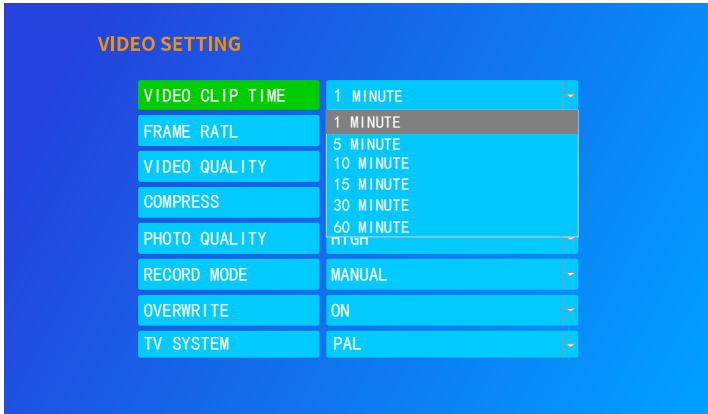 VIDEO SETTING
VIDEO CLIP TIME 1 MINUTE
1 MINUTE
FRAME RATL
5 MINUTE
VIDEO QUALITY 10 MINUTE
15 MINUTE
COMPRESS 30 MINUTE
60 MINUTE
PHOTO QUALITY HIGH
RECORD MODE MANUAL
OVERWRITE ON
TV SYSTEM PAL